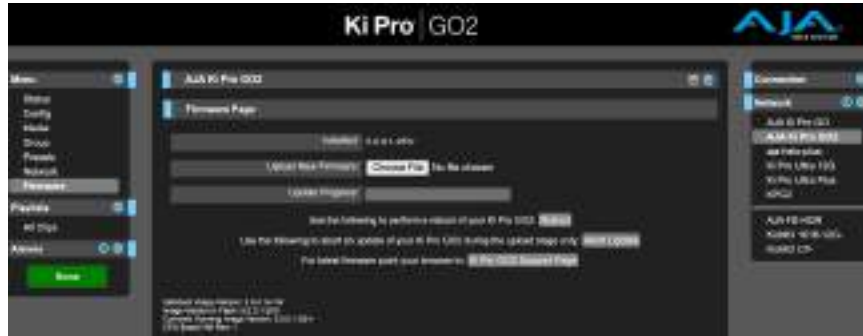 Ki Pro GO2
AJA
Menu
Status
Config
Media
Group
Presets
Network
Firmware
Playlists
All Clips
Alarms
None
AJA Ki Pro GO2
Firmware Page
Installed
Upload New Firmware
Choose File No file chosen
Update Progress
Use the following to perform a reboot of your Ki Pro GO2: Reboot
Use the following to abort an update of your Ki Pro GO2 during the upload stage only: Abort Update
For latest firmware point your browser to: Ki Pro GO2 Support Page
Connection
Network
AJA Ki Pro GO
AJA Ki Pro GO2
Ki Pro Ultra 12G
Ki Pro Ultra Plus
KPG2
AJA-FS-HDR